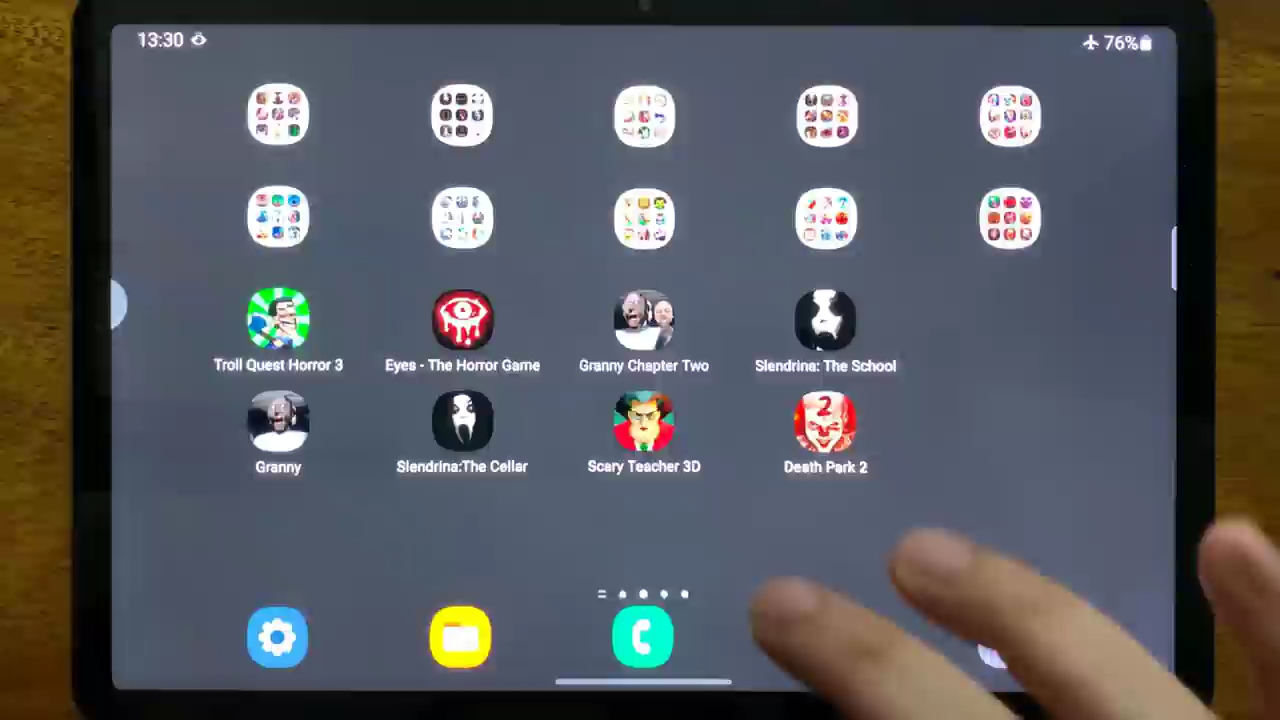 13:30
76%
Troll Quest Horror 3
Eyes - The Horror Game
Granny Chapter Two
Slendrina: The School
2
Granny
Slendrina:The Cellar
Scary Teacher 3D
Death Park 2